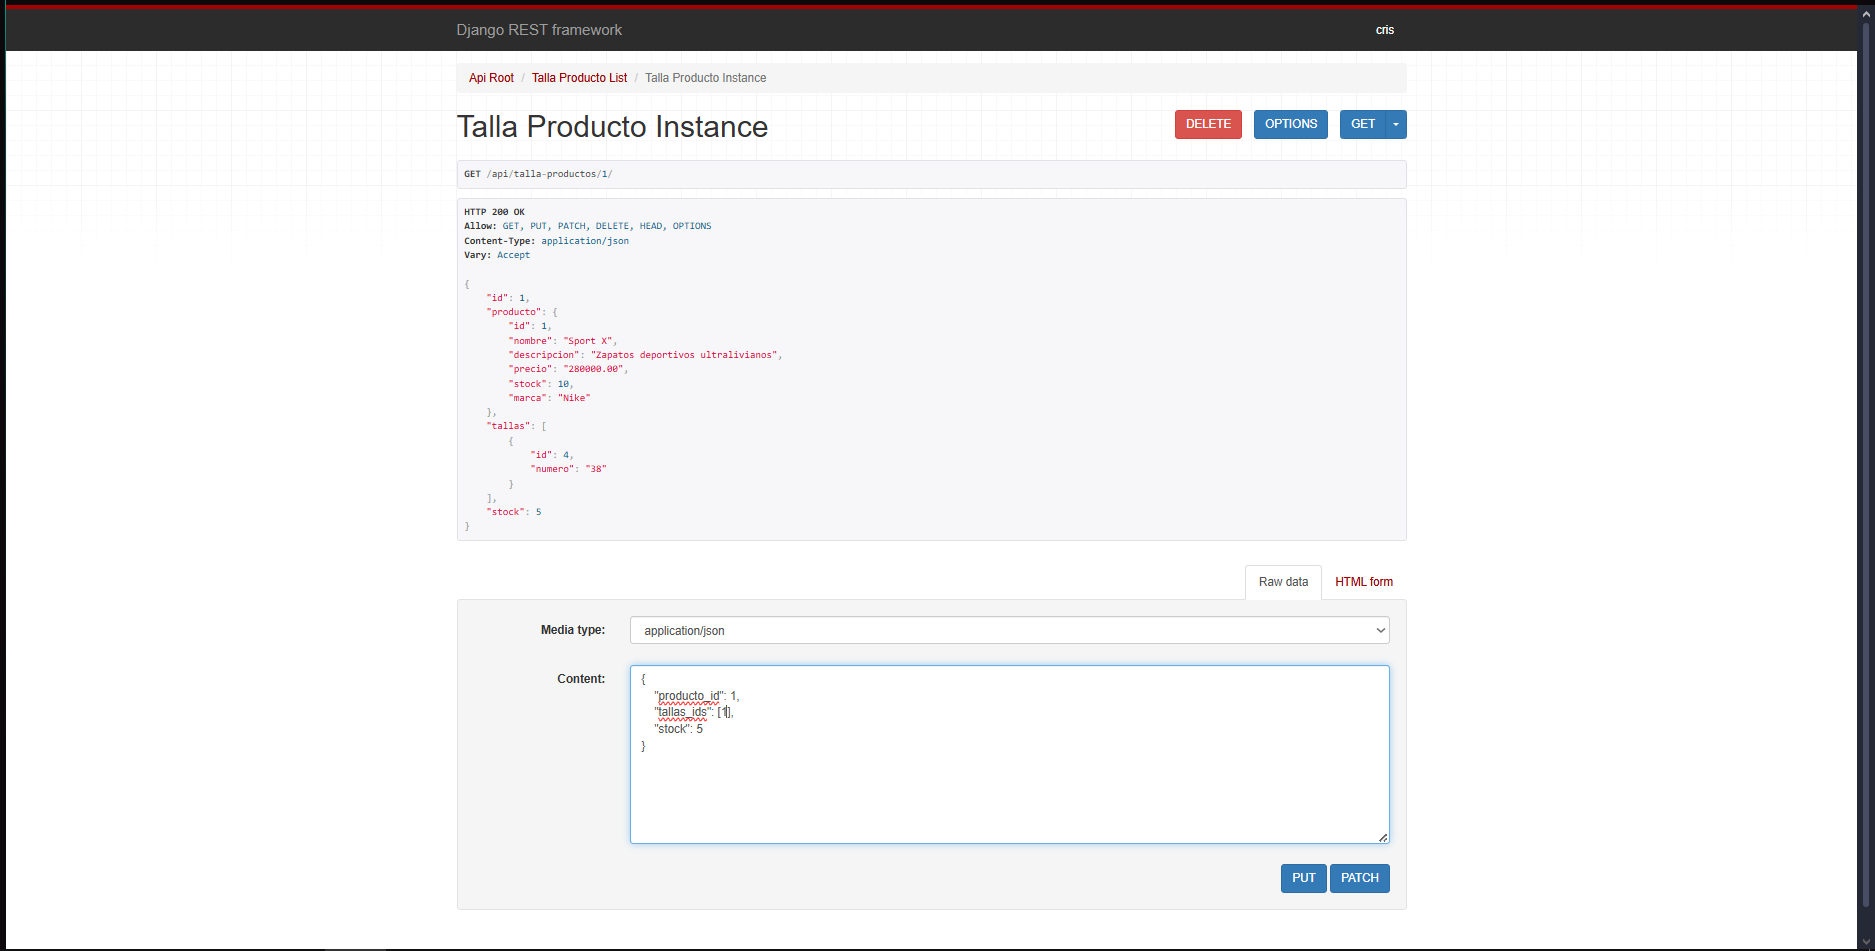 Django REST framework
cris
Api Root / Talla Producto List / Talla Producto Instance
Talla Producto Instance
DELETE
OPTIONS
GET
GET /api/talla-productos/1/
HTTP 200 OK
Allow: GET, PUT, PATCH, DELETE, HEAD, OPTIONS
Content-Type: application/json
Vary: Accept
{
    "id": 1,
    "producto": {
        "id": 1,
        "nombre": "Sport X",
        "descripcion": "Zapatos deportivos ultralivianos",
        "precio": "280000.00",
        "stock": 10,
        "marca": "Nike"
    },
    "tallas": [
        {
            "id": 4,
            "numero": "38"
        }
    ],
    "stock": 5
}
Raw data
HTML form
Media type:
application/json
Content:
{
    "producto_id": 1,
    "tallas_ids": [1],
    "stock": 5
}
PUT
PATCH